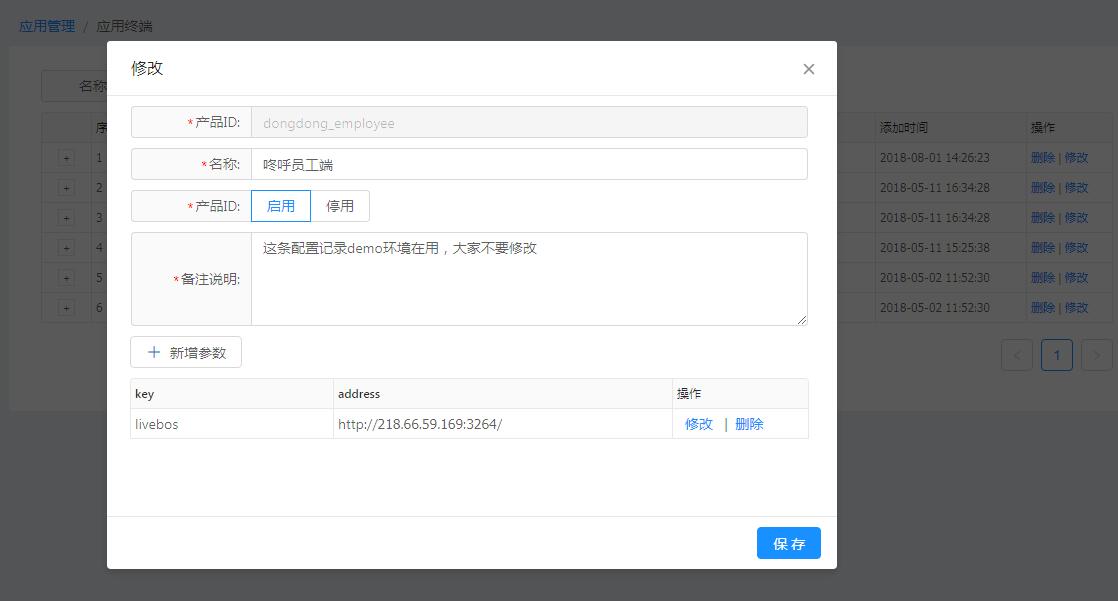 应用管理 / 应用终端
修改
名称
*产品ID: dongdong_employee
序 添加时间 操作
+ 1 2018-08-01 14:26:23 删除 | 修改
*名称: 咚呼员工端
+ 2 2018-05-11 16:34:28 删除 | 修改
*产品ID: 启用 停用
+ 3 2018-05-11 16:34:28 删除 | 修改
*备注说明: 这条配置记录demo环境在用，大家不要修改
+ 4 2018-05-11 15:25:38 删除 | 修改
+ 5 2018-05-02 11:52:30 删除 | 修改
+ 6 2018-05-02 11:52:30 删除 | 修改
+ 新增参数
< 1 >
key address 操作
livebos http://218.66.59.169:3264/ 修改 | 删除
保存